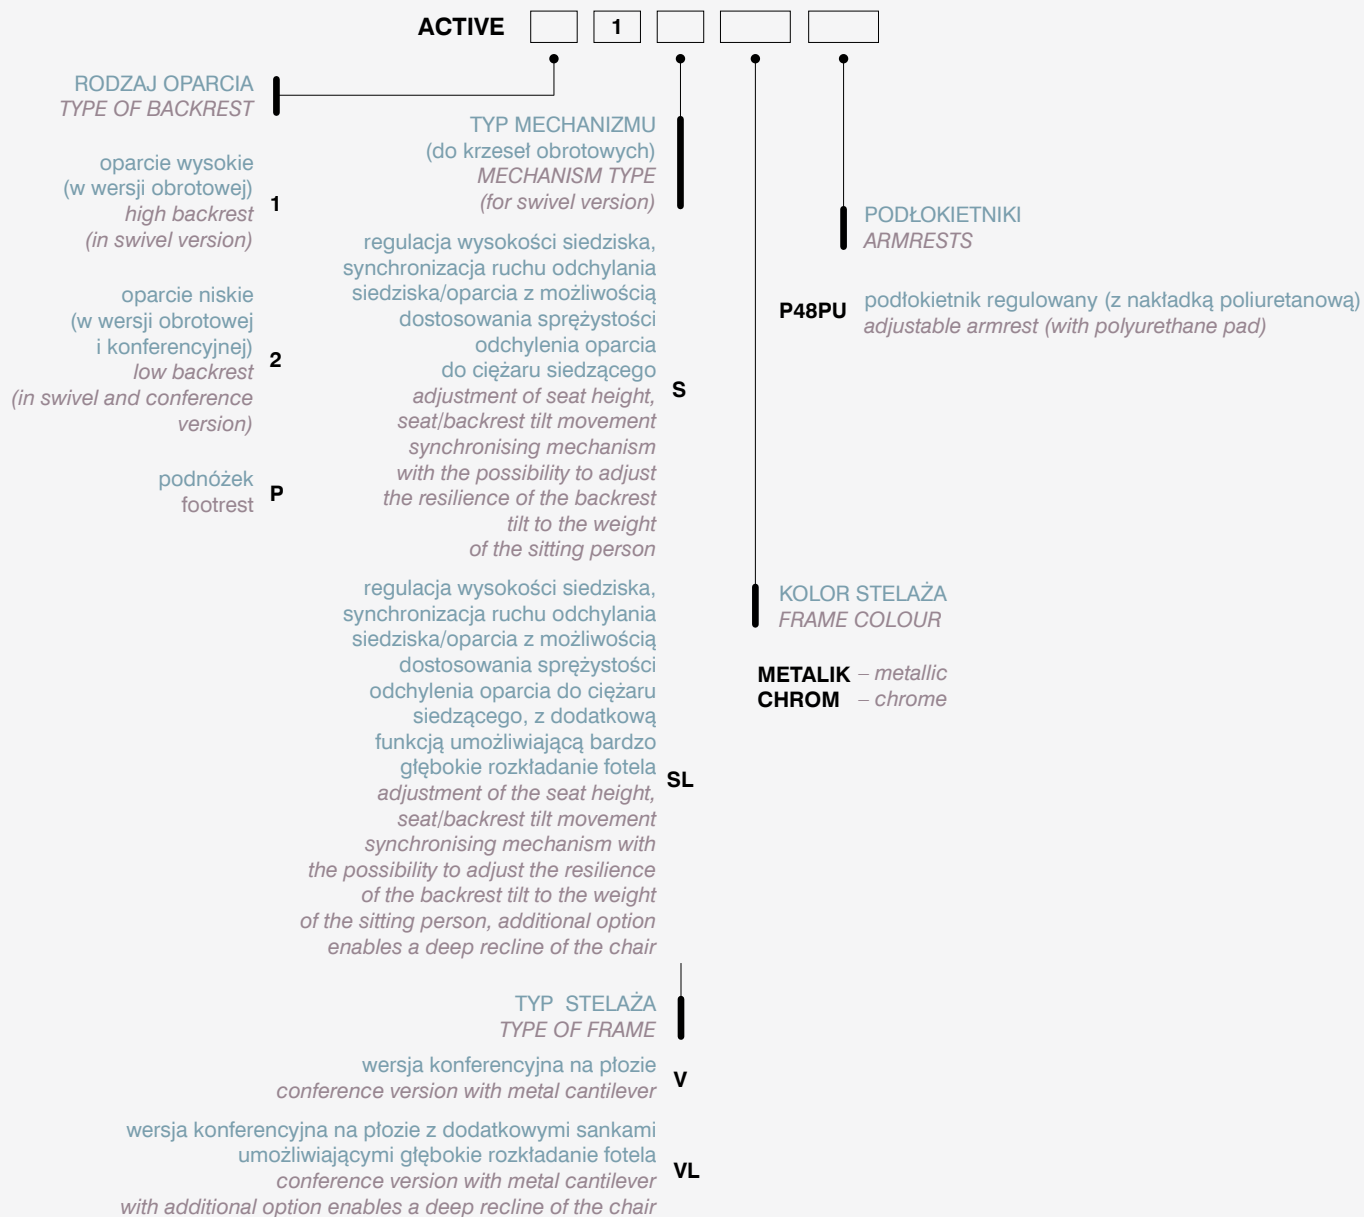 ACTIVE 1
RODZAJ OPARCIA
TYPE OF BACKREST
oparcie wysokie
(w wersji obrotowej)
high backrest
(in swivel version)
1
oparcie niskie
(w wersji obrotowej
i konferencyjnej)
low backrest
(in swivel and conference
version)
2
podnóżek
footrest
P
TYP MECHANIZMU
(do krzeseł obrotowych)
MECHANISM TYPE
(for swivel version)
regulacja wysokości siedziska,
synchronizacja ruchu odchylania
siedziska/oparcia z możliwością
dostosowania sprężystości
odchylenia oparcia
do ciężaru siedzącego
adjustment of seat height,
seat/backrest tilt movement
synchronising mechanism
with the possibility to adjust
the resilience of the backrest
tilt to the weight
of the sitting person
S
regulacja wysokości siedziska,
synchronizacja ruchu odchylania
siedziska/oparcia z możliwością
dostosowania sprężystości
odchylenia oparcia do ciężaru
siedzącego, z dodatkową
funkcją umożliwiającą bardzo
głębokie rozkładanie fotela
adjustment of the seat height,
seat/backrest tilt movement
synchronising mechanism with
the possibility to adjust the resilience
of the backrest tilt to the weight
of the sitting person, additional option
enables a deep recline of the chair
SL
TYP STELAŻA
TYPE OF FRAME
wersja konferencyjna na płozie
conference version with metal cantilever
V
wersja konferencyjna na płozie z dodatkowymi sankami
umożliwiającymi głębokie rozkładanie fotela
conference version with metal cantilever
with additional option enables a deep recline of the chair
VL
KOLOR STELAŻA
FRAME COLOUR
METALIK – metallic
CHROM – chrome
PODŁOKIETNIKI
ARMRESTS
P48PU podłokietnik regulowany (z nakładką poliuretanową)
adjustable armrest (with polyurethane pad)